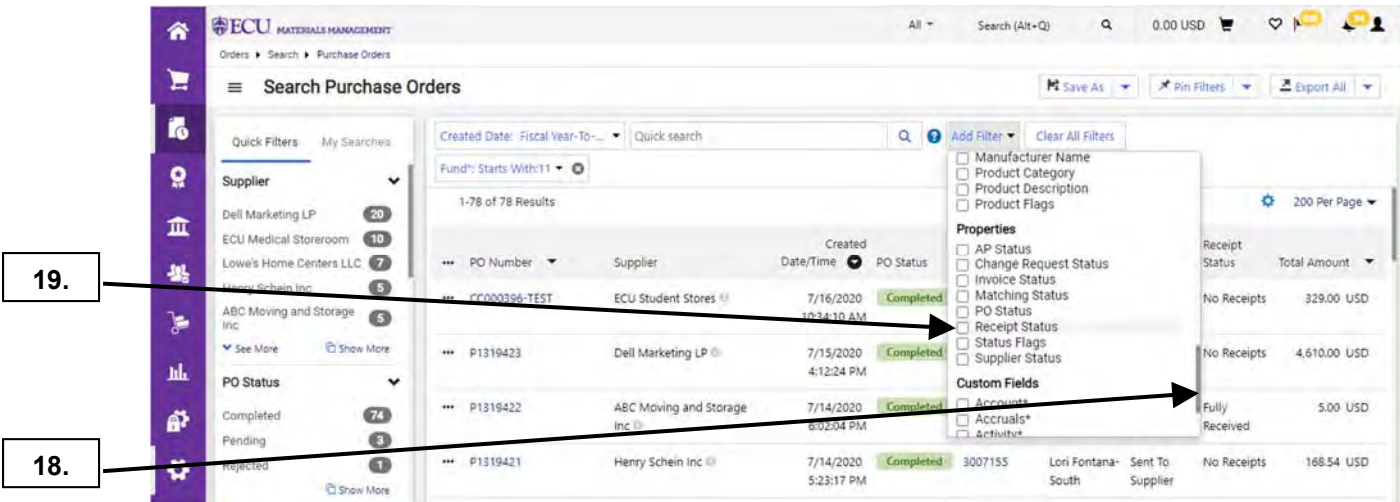 ECU MATERIALS MANAGEMENT
All
Search (Alt+Q)
0.00 USD
Orders Search Purchase Orders
Search Purchase Orders
Save As
Pin Filters
Export All
Quick Filters My Searches
Created Date: Fiscal Year-To-...
Quick search
Add Filter
Clear All Filters
Fund*: Starts With:11
1-78 of 78 Results
200 Per Page
Supplier
Dell Marketing LP 20
ECU Medical Storeroom 10
Lowe's Home Centers LLC 7
Henry Schein Inc 5
ABC Moving and Storage
Inc 5
See More Show More
PO Status
Completed 74
Pending 3
Rejected 1
Show More
Manufacturer Name
Product Category
Product Description
Product Flags
Properties
AP Status
Change Request Status
Invoice Status
Matching Status
PO Status
Receipt Status
Status Flags
Supplier Status
Custom Fields
Account*
Accruals*
Activity*
PO Number
Supplier
Created
Date/Time
PO Status
Receipt
Status
Total Amount
CC000396-TEST
ECU Student Stores
7/16/2020
10:34:10 AM
Completed
No Receipts
329.00 USD
P1319423
Dell Marketing LP
7/15/2020
4:12:24 PM
Completed
No Receipts
4,610.00 USD
P1319422
ABC Moving and Storage
Inc
7/14/2020
6:02:04 PM
Completed
Fully
Received
5.00 USD
P1319421
Henry Schein Inc
7/14/2020
5:23:17 PM
Completed
3007155
Lori Fontana-
South
Sent To
Supplier
No Receipts
168.54 USD
19.
18.